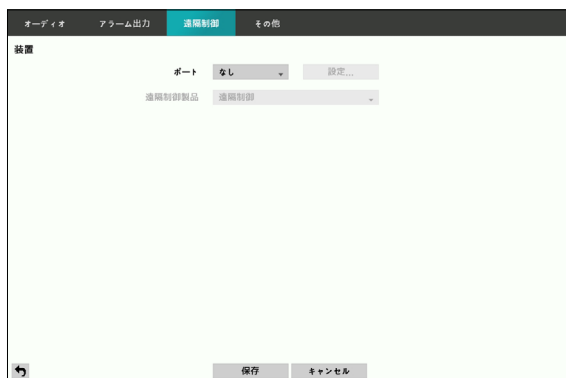 オーディオ アラーム出力 遠隔制御 その他
装置
ポート なし 設定...
遠隔制御製品 遠隔制御
保存 キャンセル